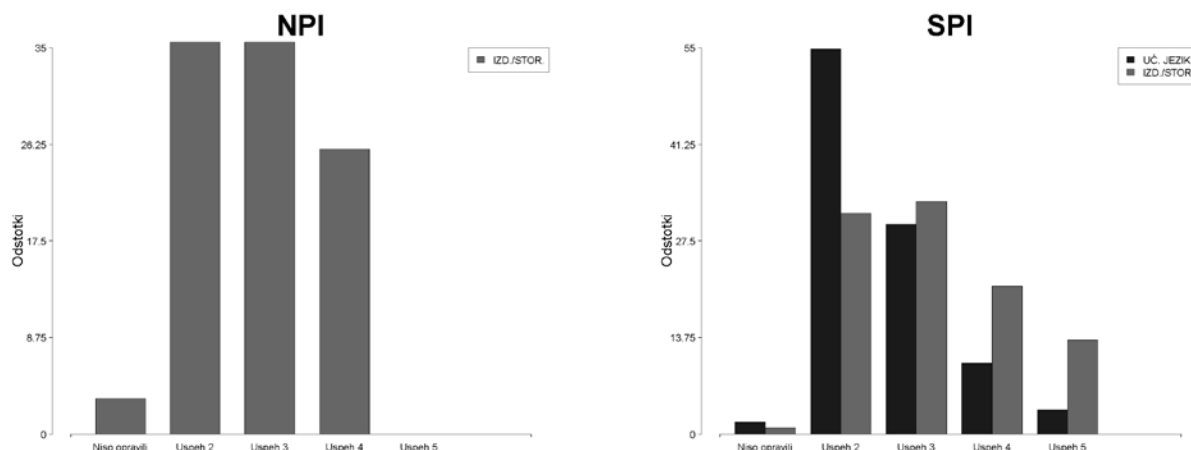 NPI
35
26.25
17.5
8.75
0
Odstotki
IZD./STOR.
Niso opravili
Uspeh 2
Uspeh 3
Uspeh 4
Uspeh 5
SPI
55
41.25
27.5
13.75
0
Odstotki
UČ. JEZIK
IZD./STOR.
Niso opravili
Uspeh 2
Uspeh 3
Uspeh 4
Uspeh 5